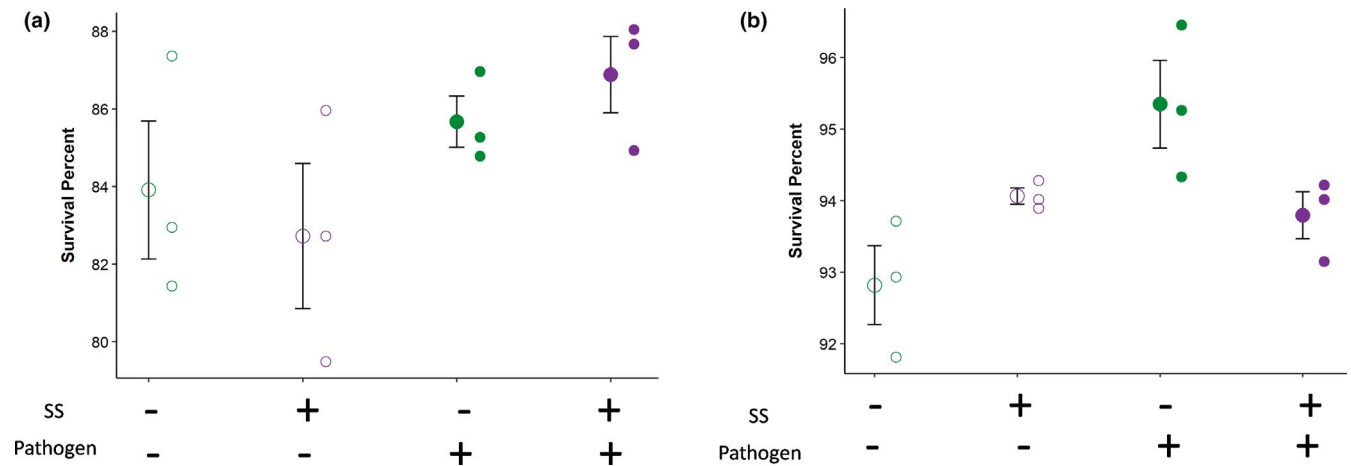 (a)
88
86
84
82
80
Survival Percent
SS - + - +
Pathogen - - + +
(b)
96
95
94
93
92
Survival Percent
SS - + - +
Pathogen - - + +